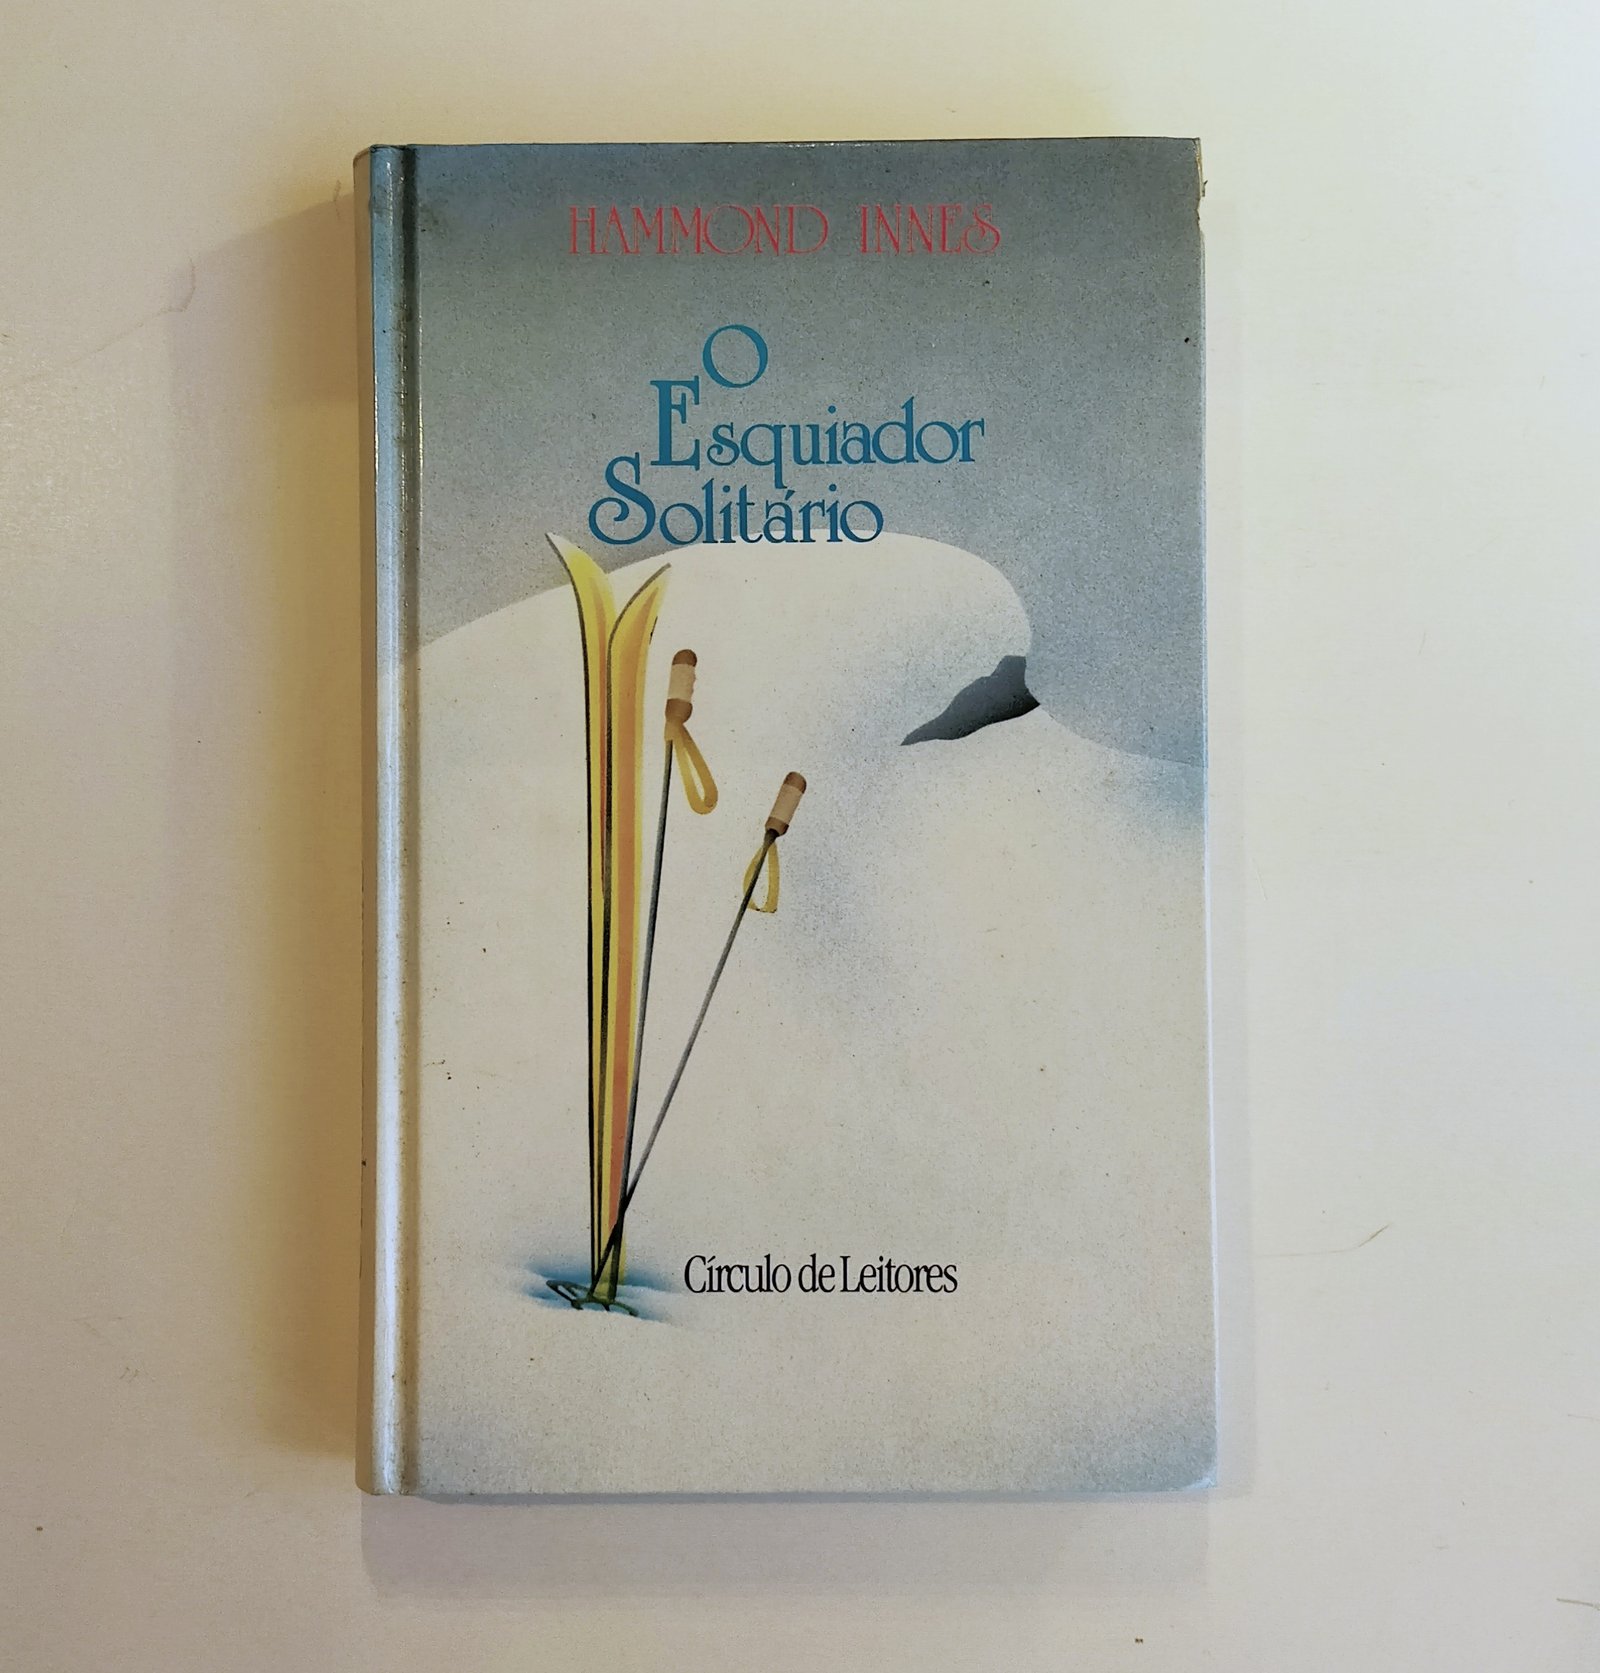 HAMMOND INNES
O
Esquiador
Solitário
Círculo de Leitores